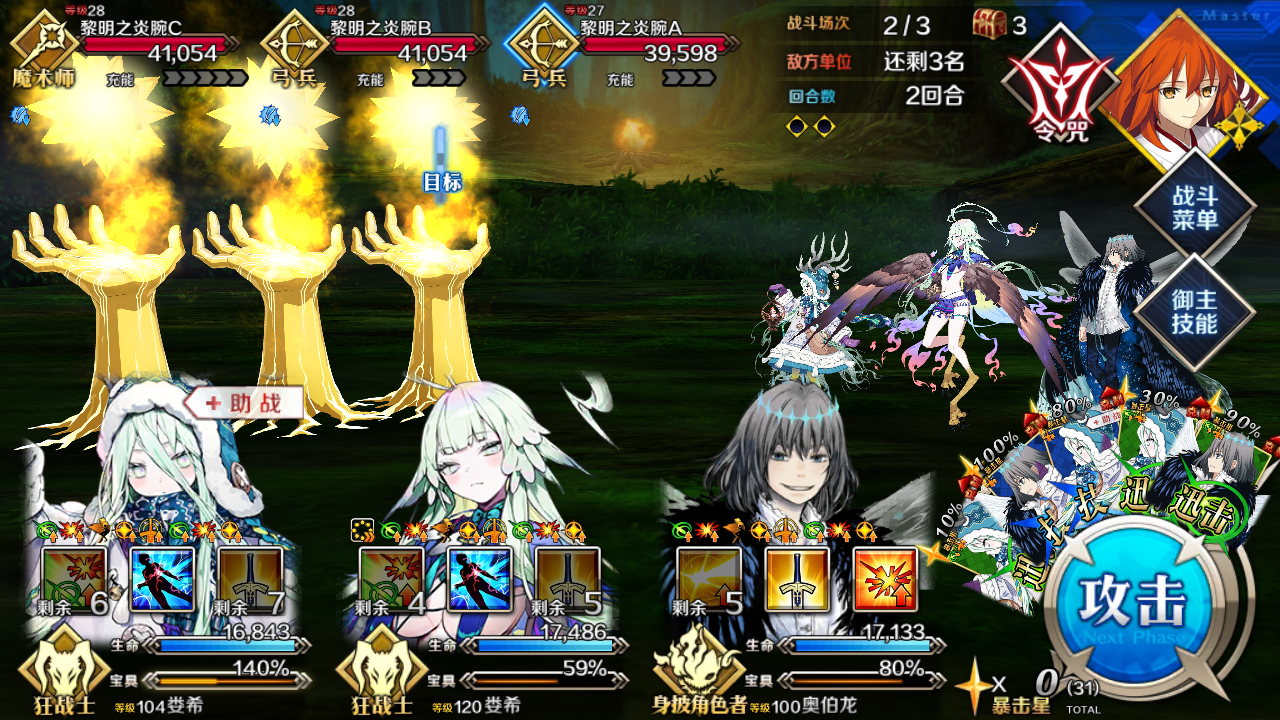 等级28
黎明之炎腕C
41,054
魔术师
充能
等级28
黎明之炎腕B
41,054
弓兵
充能
等级27
黎明之炎腕A
39,598
弓兵
充能
战斗场次 2/3
3
敌方单位 还剩3名
回合数 2回合
Master
令咒
目标
战斗
菜单
御主
技能
+助战
100%
80%
30%
90%
10%
+助战
迅
技
技
迅
迅击
攻击
Next Phase
剩余 6
剩余 7
剩余 4
剩余 5
剩余 5
生命 16,843
宝具 140%
狂战士 等级104娄希
生命 17,486
宝具 59%
狂战士 等级120娄希
生命 17,133
宝具 80%
身披角色者 等级100奥伯龙
X 0 (31)
暴击星 TOTAL